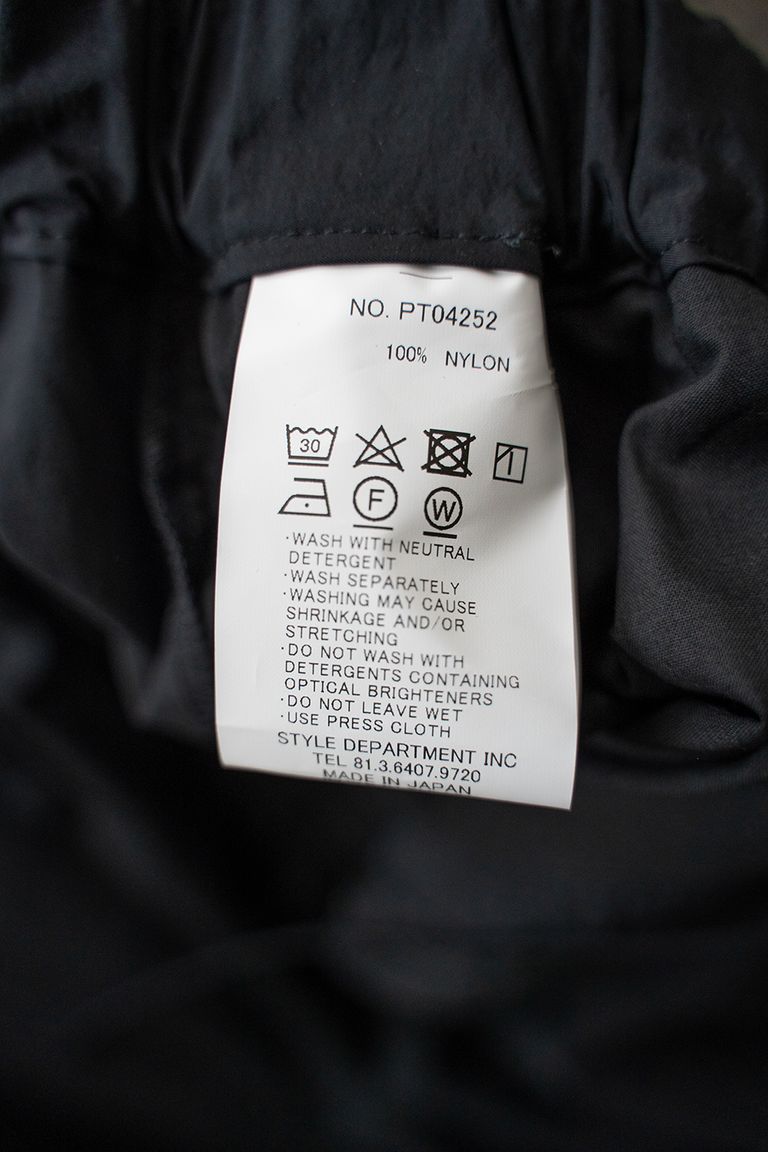 NO. PT04252
100% NYLON
30
F W
·WASH WITH NEUTRAL
DETERGENT
·WASH SEPARATELY
·WASHING MAY CAUSE
SHRINKAGE AND/OR
STRETCHING
·DO NOT WASH WITH
DETERGENTS CONTAINING
OPTICAL BRIGHTENERS
·DO NOT LEAVE WET
·USE PRESS CLOTH
STYLE DEPARTMENT INC
TEL 81.3.6407.9720
MADE IN JAPAN